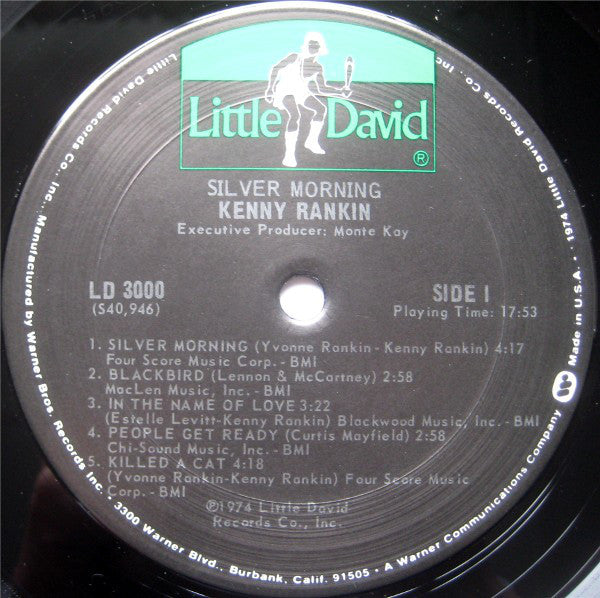 Little David ®
SILVER MORNING
KENNY RANKIN
Executive Producer: Monte Kay
LD 3000
(S40,946)
SIDE I
Playing Time: 17:53
1. SILVER MORNING (Yvonne Rankin - Kenny Rankin) 4:17
Four Score Music Corp. - BMI
2. BLACKBIRD (Lennon & McCartney) 2:58
MacLen Music, Inc. - BMI
3. IN THE NAME OF LOVE 3:22
(Estelle Levitt-Kenny Rankin) Blackwood Music, Inc. - BMI
4. PEOPLE GET READY (Curtis Mayfield) 2:58
Chi-Sound Music, Inc. - BMI
5. KILLED A CAT 4:18
(Yvonne Rankin-Kenny Rankin) Four Score Music
Corp. - BMI
℗1974 Little David
Records Co., Inc.
Little David Records Co., Inc., Manufactured by Warner Bros. Records Inc. • 3300 Warner Blvd., Burbank, Calif. 91505 • A Warner Communications Company
Made in U.S.A. • 1974 Little David Records Co., Inc.